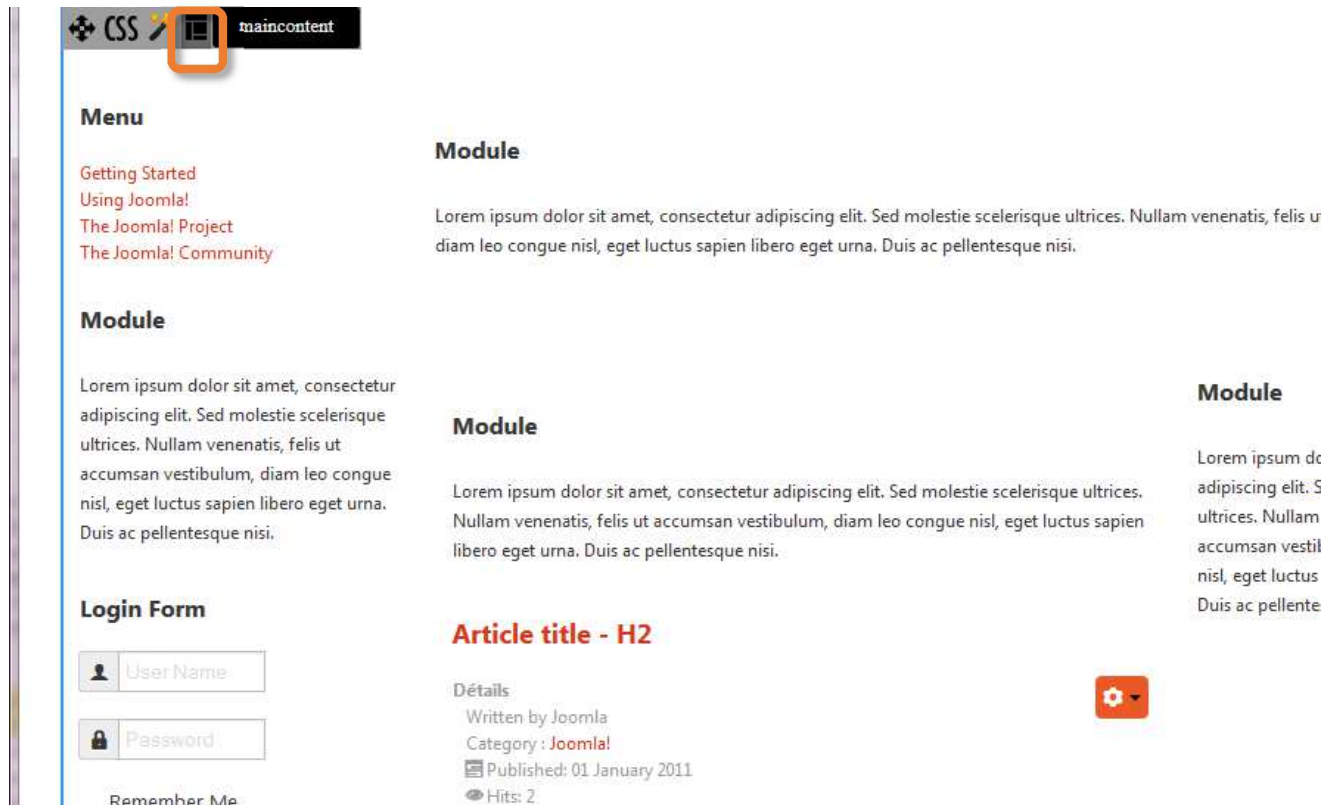 CSS
maincontent
Menu
Getting Started
Using Joomla!
The Joomla! Project
The Joomla! Community
Module
Lorem ipsum dolor sit amet, consectetur
adipiscing elit. Sed molestie scelerisque
ultrices. Nullam venenatis, felis ut
accumsan vestibulum, diam leo congue
nisl, eget luctus sapien libero eget urna.
Duis ac pellentesque nisi.
Login Form
User Name
Password
Remember Me
Module
Lorem ipsum dolor sit amet, consectetur adipiscing elit. Sed molestie scelerisque ultrices. Nullam venenatis, felis
diam leo congue nisl, eget luctus sapien libero eget urna. Duis ac pellentesque nisi.
Module
Lorem ipsum dolor sit amet, consectetur adipiscing elit. Sed molestie scelerisque ultrices.
Nullam venenatis, felis ut accumsan vestibulum, diam leo congue nisl, eget luctus sapien
libero eget urna. Duis ac pellentesque nisi.
Article title - H2
Détails
Written by Joomla
Category : Joomla!
Published: 01 January 2011
Hits: 2
Module
Lorem ipsum
adipiscing elit.
ultrices. Nullam
accumsan
nisl, eget luctus
Duis ac